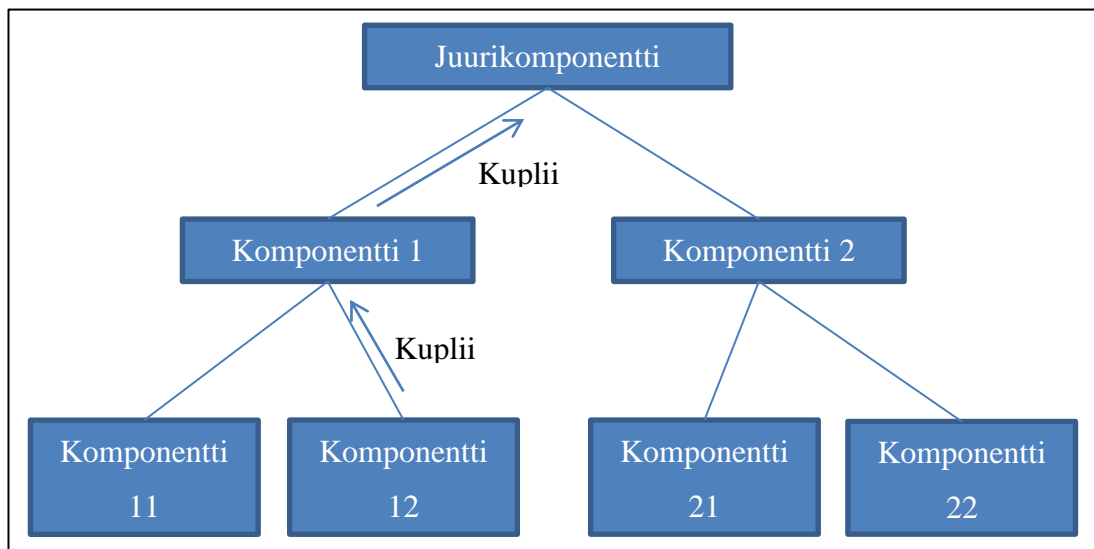 Juurikomponentti
Kuplii
Komponentti 1
Komponentti 2
Kuplii
Komponentti
11
Komponentti
12
Komponentti
21
Komponentti
22